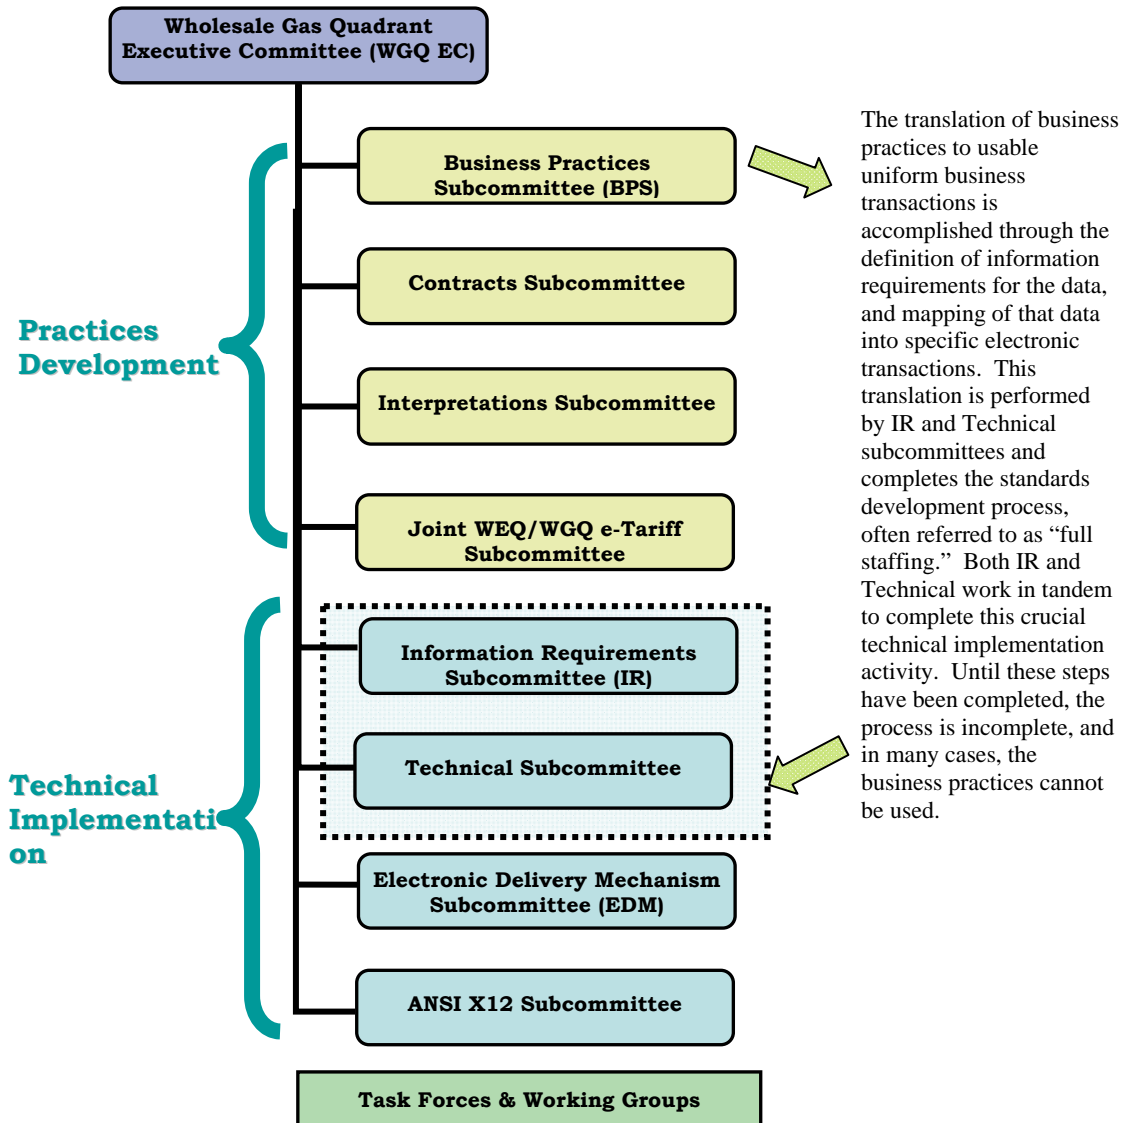 Wholesale Gas Quadrant
Executive Committee (WGQ EC)
Business Practices
Subcommittee (BPS)
Contracts Subcommittee
Practices
Development
Interpretations Subcommittee
Joint WEQ/WGQ e-Tariff
Subcommittee
Information Requirements
Subcommittee (IR)
Technical Subcommittee
Technical
Implementati
on
Electronic Delivery Mechanism
Subcommittee (EDM)
ANSI X12 Subcommittee
Task Forces & Working Groups
The translation of business
practices to usable
uniform business
transactions is
accomplished through the
definition of information
requirements for the data,
and mapping of that data
into specific electronic
transactions.  This
translation is performed
by IR and Technical
subcommittees and
completes the standards
development process,
often referred to as “full
staffing.”  Both IR and
Technical work in tandem
to complete this crucial
technical implementation
activity.  Until these steps
have been completed, the
process is incomplete, and
in many cases, the
business practices cannot
be used.